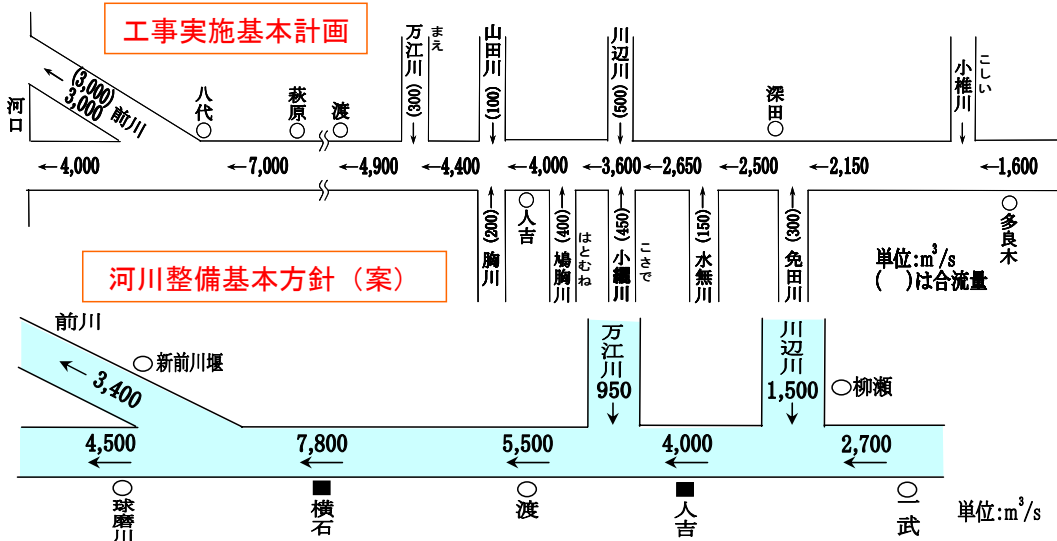 工事実施基本計画
万江川 (300)
まえ
山田川 (100)
川辺川 (500)
深田
小椎川
こしい
(3,000)
3,000
前川
河口
八代
萩原
渡
←4,000
←7,000
←4,900
←4,400
←4,000
←3,600
←2,650
←2,500
←2,150
←1,600
(200) 胸川
人吉
(400) 鳩胸川
はとむね
(450) 小纚川
こさで
(150) 水無川
(300) 免田川
多良木
単位:m³/s
( )は合流量
河川整備基本方針（案）
前川
新前川堰
3,400
万江川
950
川辺川
1,500
柳瀬
4,500
7,800
5,500
4,000
2,700
球磨川
横石
渡
人吉
一武
単位:m³/s